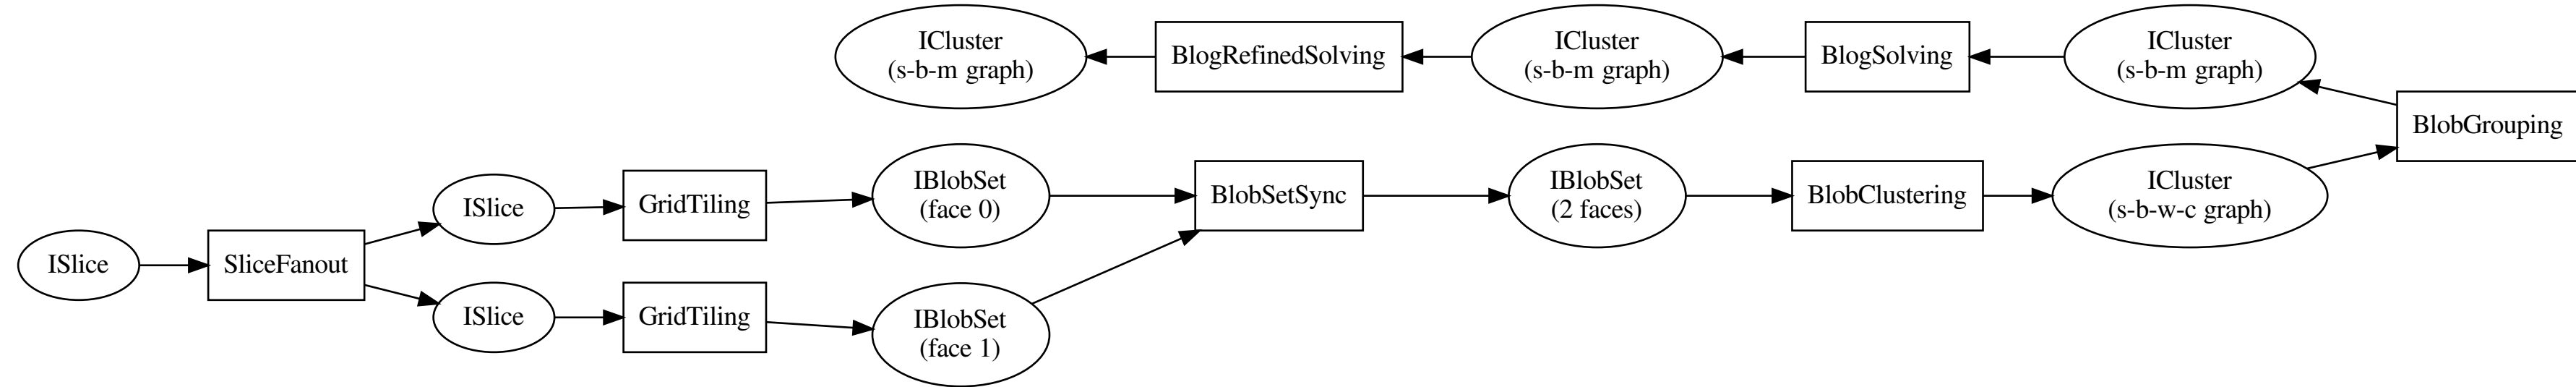 ICluster
(s-b-m graph)
BlogRefinedSolving
ICluster
(s-b-m graph)
BlogSolving
ICluster
(s-b-m graph)
BlobGrouping
ISlice
GridTiling
IBlobSet
(face 0)
BlobSetSync
IBlobSet
(2 faces)
BlobClustering
ICluster
(s-b-w-c graph)
ISlice
SliceFanout
ISlice
GridTiling
IBlobSet
(face 1)